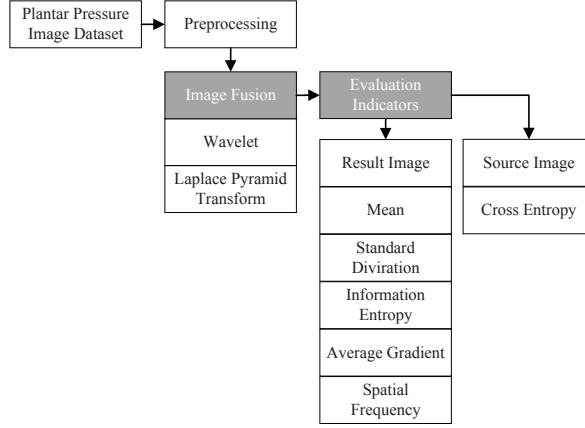 Plantar Pressure
Image Dataset
Preprocessing
Image Fusion
Wavelet
Laplace Pyramid
Transform
Evaluation
Indicators
Result Image
Mean
Standard
Diviration
Information
Entropy
Average Gradient
Spatial
Frequency
Source Image
Cross Entropy